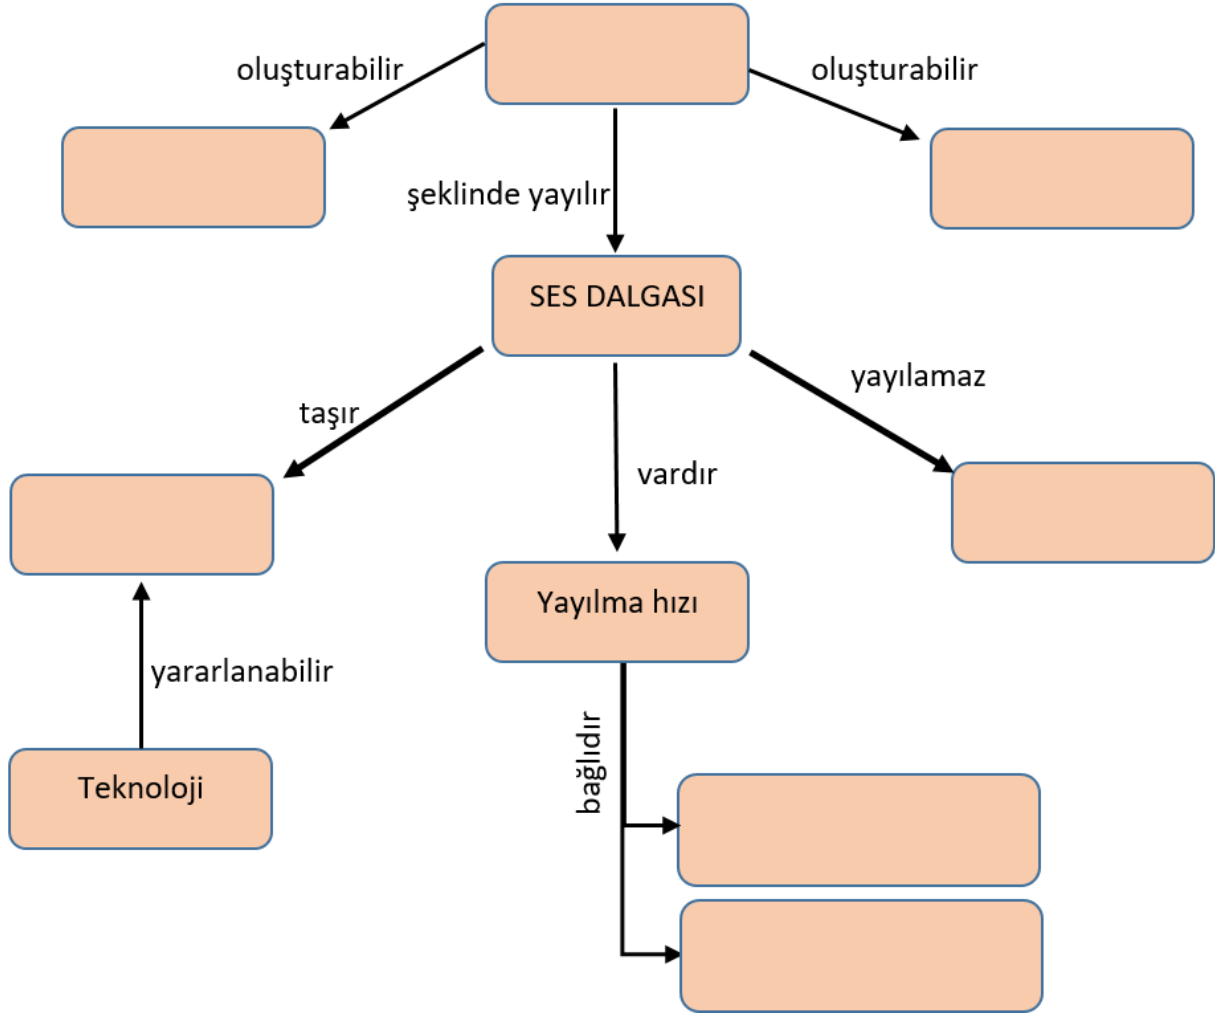 oluşturabilir
oluşturabilir
şeklinde yayılır
SES DALGASI
yayılamaz
taşır
vardır
Yayılma hızı
yararlanabilir
bağlıdır
Teknoloji